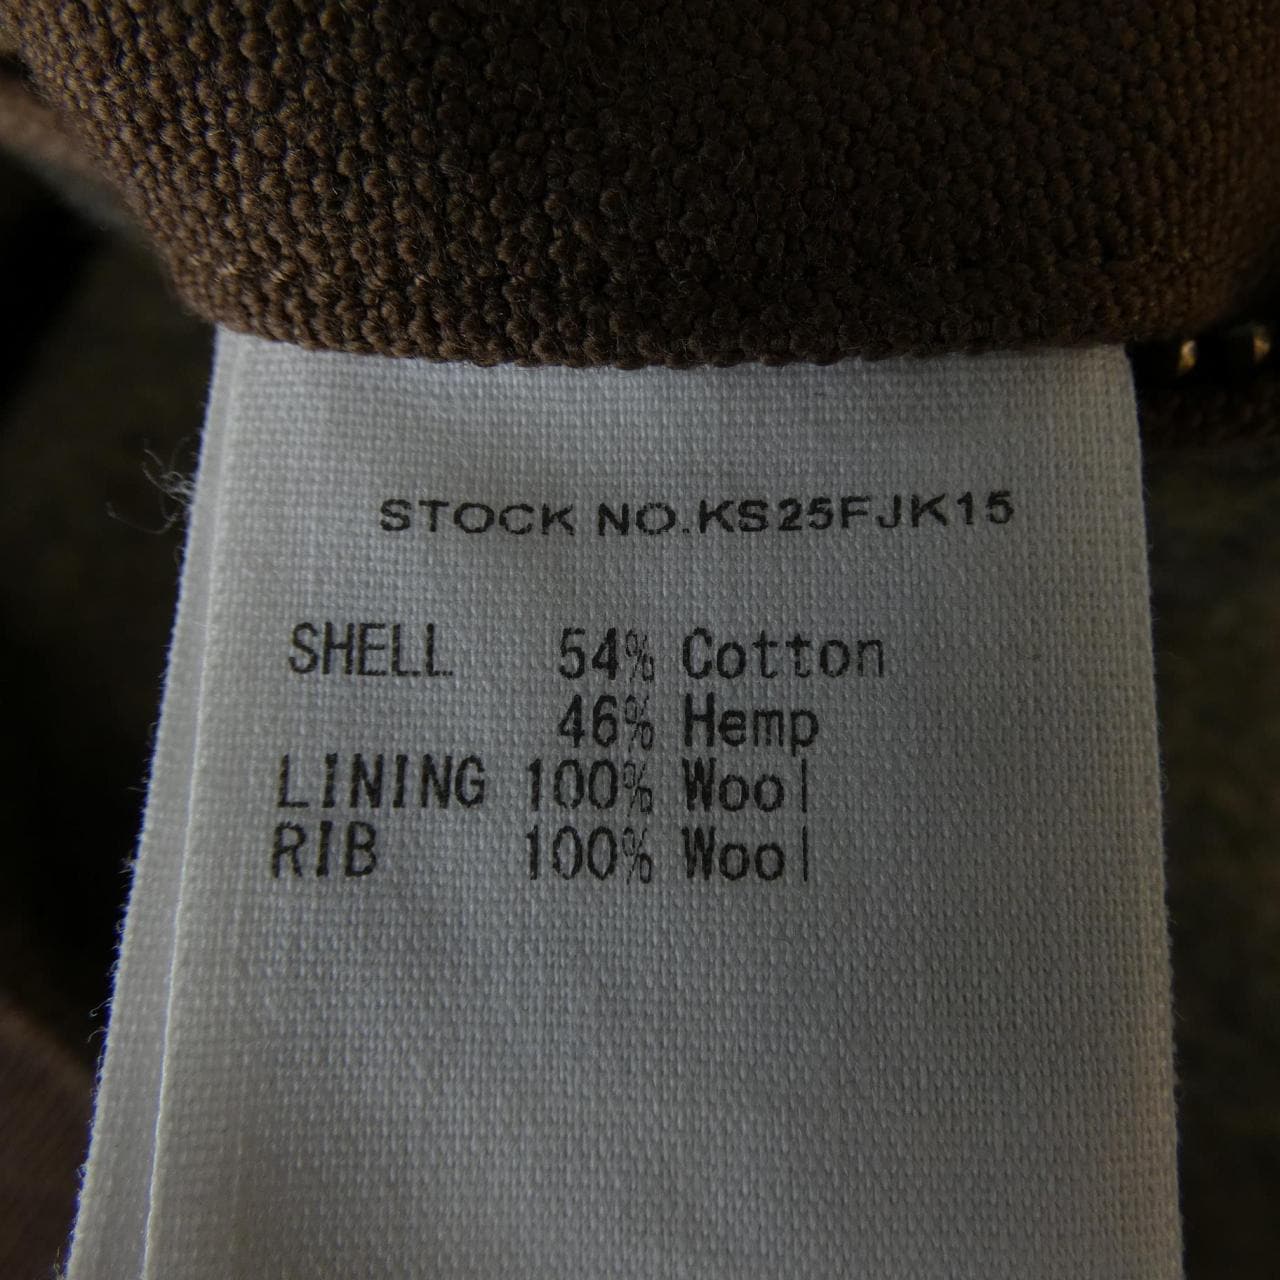 STOCK NO.KS25FJK15
SHELL 54% Cotton
46% Hemp
LINING 100% Wool
RIB 100% Wool